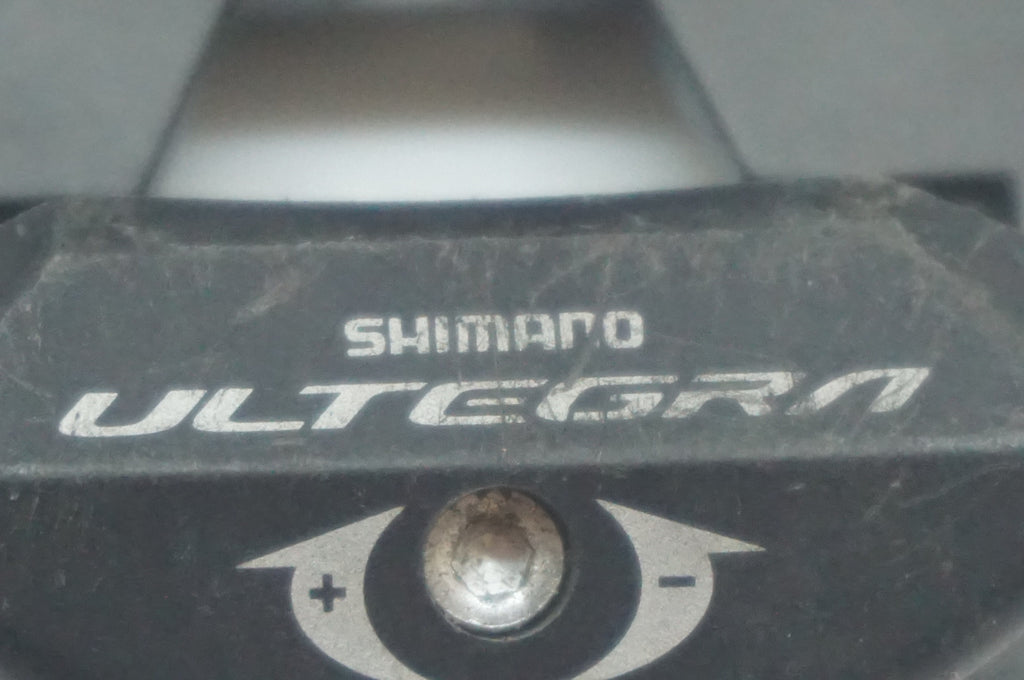 SHIMANO
ULTEGRA
+ -